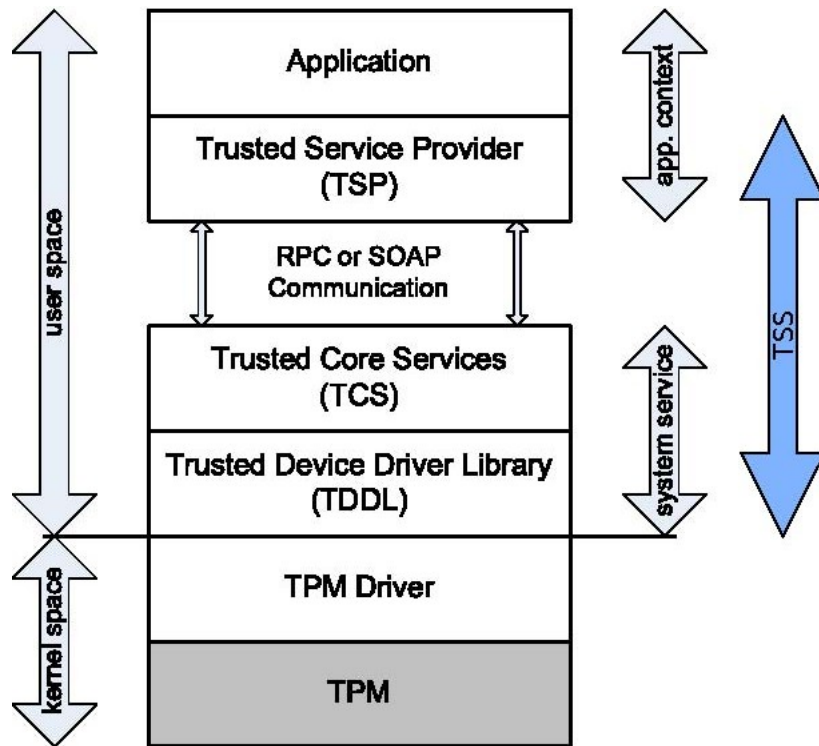 Application
Trusted Service Provider
(TSP)
RPC or SOAP
Communication
Trusted Core Services
(TCS)
Trusted Device Driver Library
(TDDL)
TPM Driver
TPM
user space
kernel space
app. context
system service
TSS